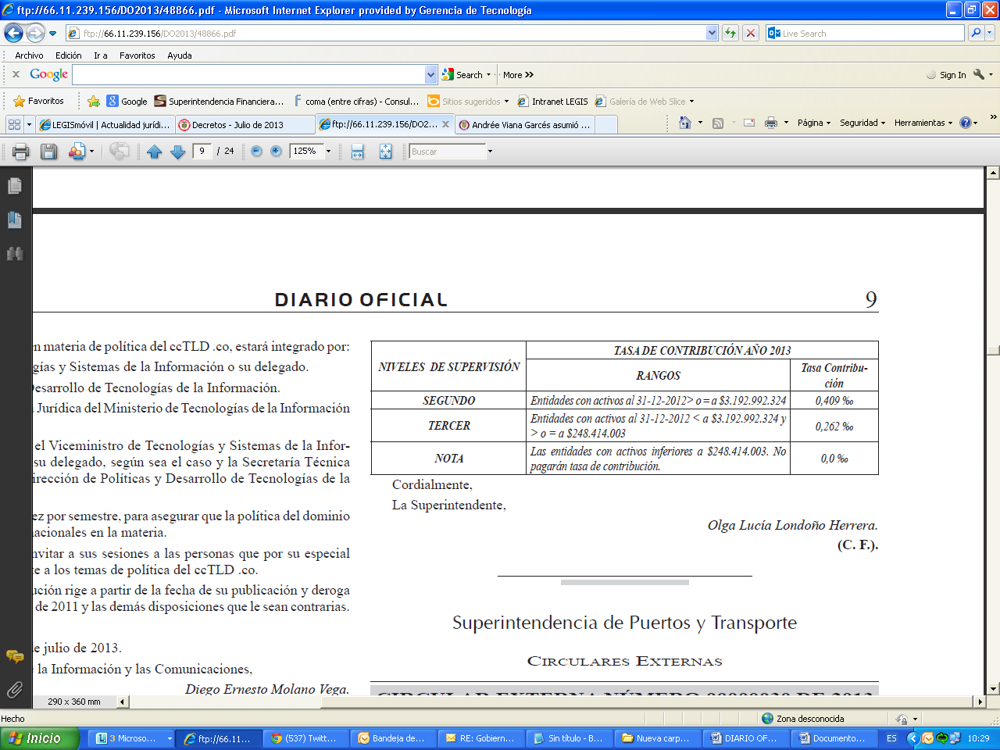 ftp://66.11.239.156/DO2013/48866.pdf - Microsoft Internet Explorer provided by Gerencia de Tecnología
ftp://66.11.239.156/DO2013/48866.pdf
Live Search
Archivo Edición Ir a Favoritos Ayuda
x Google Search More >> Sign In
Favoritos Google Superintendencia Financiera... coma (entre cifras) - Consul... Sitios sugeridos Intranet LEGIS Galería de Web Slice
LEGISmóvil | Actualidad jurídi... Decretos - Julio de 2013 ftp://66.11.239.156/DO2... Andrée Viana Garcés asumió ... Página Seguridad Herramientas
9 / 24 125% Buscar
DIARIO OFICIAL 9
n materia de política del ccTLD .co, estará integrado por:
gías y Sistemas de la Información o su delegado.
Desarrollo de Tecnologías de la Información.
Jurídica del Ministerio de Tecnologías de la Información
el Viceministro de Tecnologías y Sistemas de la Infor-
su delegado, según sea el caso y la Secretaría Técnica
irección de Políticas y Desarrollo de Tecnologías de la
ez por semestre, para asegurar que la política del dominio
nacionales en la materia.
nvitar a sus sesiones a las personas que por su especial
te a los temas de política del ccTLD .co.
ución rige a partir de la fecha de su publicación y deroga
de 2011 y las demás disposiciones que le sean contrarias.
de julio de 2013.
la Información y las Comunicaciones,
Diego Ernesto Molano Vega.
NIVELES DE SUPERVISIÓN
TASA DE CONTRIBUCIÓN AÑO 2013
RANGOS
Tasa Contribu-
ción
SEGUNDO Entidades con activos al 31-12-2012> o = a $3.192.992.324 0,409 ‰
TERCER Entidades con activos al 31-12-2012 < a $3.192.992.324 y
> o = a $248.414.003 0,262 ‰
NOTA Las entidades con activos inferiores a $248.414.003. No
pagarán tasa de contribución. 0,0 ‰
Cordialmente,
La Superintendente,
Olga Lucía Londoño Herrera.
(C. F.).
Superintendencia de Puertos y Transporte
CIRCULARES EXTERNAS
CIRCULAR EXTERNA NÚMERO DE 2013
290 x 360 mm
Hecho Zona desconocida
Inicio 3 Microso... ftp://66.11... (537) Twitt... Bandeja de... RE: Gobiern... Sin título - B... Nueva carp... DIARIO OF... Documento... ES 10:29